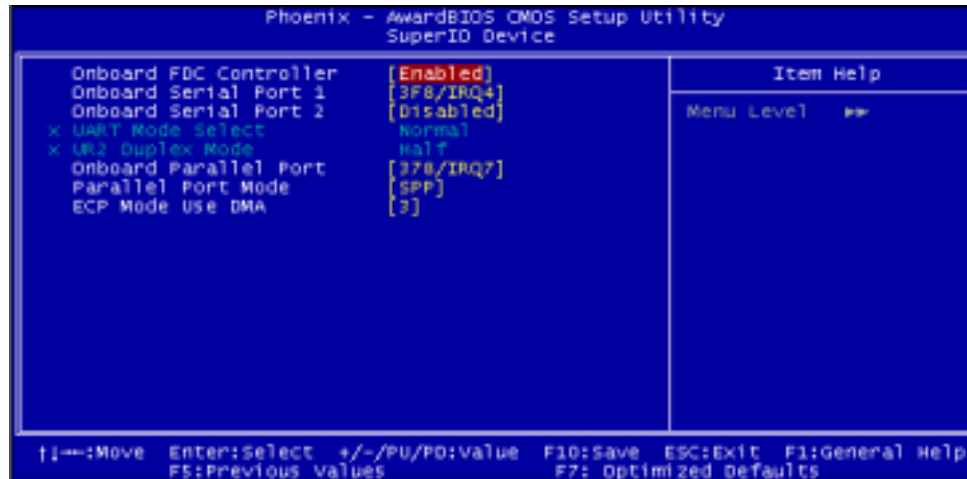 Phoenix - AwardBIOS CMOS Setup Utility
SuperIO Device
Onboard FDC Controller [Enabled]
Onboard Serial Port 1 [3F8/IRQ4]
Onboard Serial Port 2 [Disabled]
x UART Mode Select Normal
x UR2 Duplex Mode Half
Onboard Parallel Port [378/IRQ7]
Parallel Port Mode [SPP]
ECP Mode Use DMA [3]
Item Help
Menu Level ▶▶
↑↓→←:Move Enter:Select +/-/PU/PD:Value F10:Save ESC:Exit F1:General Help
F5:Previous Values F7: Optimized Defaults